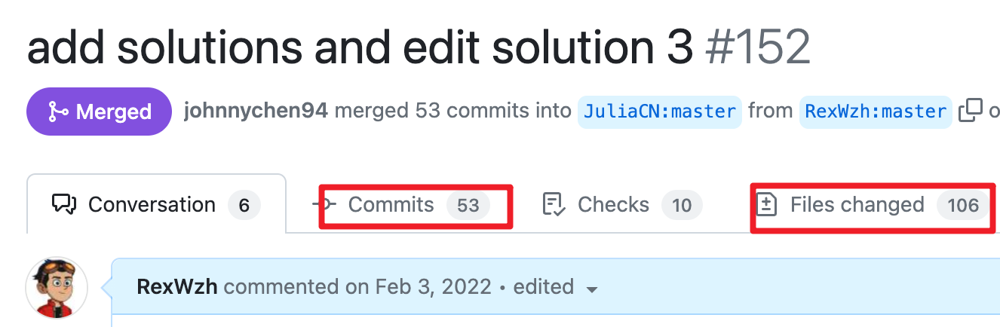 add solutions and edit solution 3 #152
Merged johnnychen94 merged 53 commits into JuliaCN:master from RexWzh:master
Conversation 6 Commits 53 Checks 10 Files changed 106
RexWzh commented on Feb 3, 2022 • edited